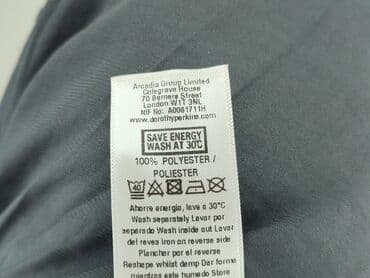 Arcadia Group Limited
Colegrave House
70 Berners Street
London W1T 3NL
Nif No: A0061711H
www.dorothyperkins.com
SAVE ENERGY
WASH AT 30°C
100% POLYESTER /
POLIESTER
40
Ahorre energia, lave a 30°C
Wash separately Lavar por
separado Wash inside out Lavar
del reves Iron on reverse side
Planchar por el reverso
Reshape whilst damp Dar forma
mientras este humedo Store